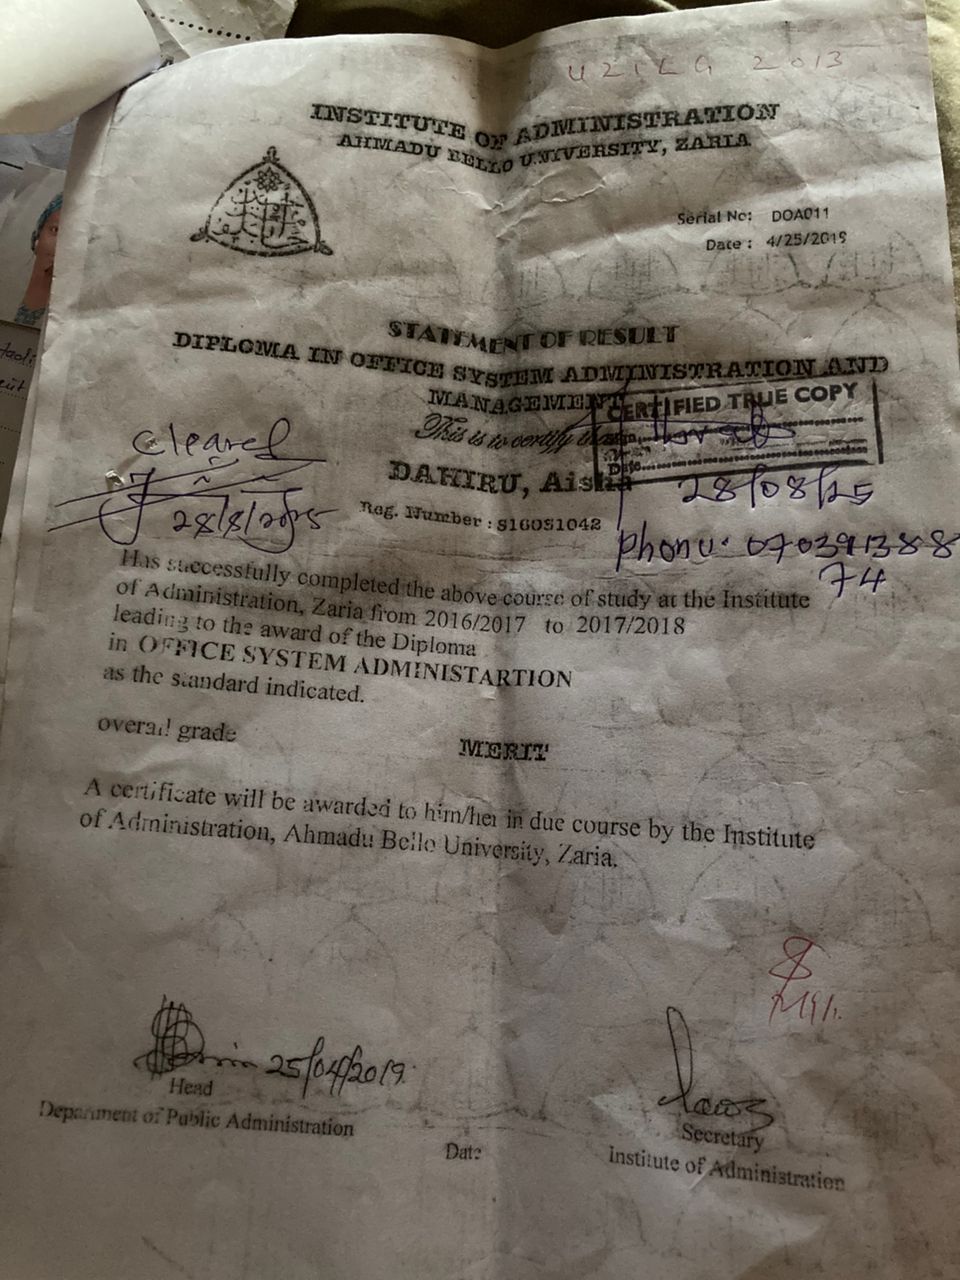 UZILG 2013
INSTITUTE OF ADMINISTRATION
AHMADU BELLO UNIVERSITY, ZARIA
Serial No: DOA011
Date : 4/25/2019
STATEMENT OF RESULT
DIPLOMA IN OFFICE SYSTEM ADMINISTRATION AND
MANAGEMENT
CERTIFIED TRUE COPY
This is to certify that
Date
Cleared
28/8/2025
DAHIRU, Aisha
28/08/25
Reg. Number : S16OS1042
phonu: 070391388
74
Has successfully completed the above course of study at the Institute
of Administration, Zaria from 2016/2017 to 2017/2018
leading to the award of the Diploma
in OFFICE SYSTEM ADMINISTARTION
as the standard indicated.
overall grade
MERIT
A certificate will be awarded to him/her in due course by the Institute
of Administration, Ahmadu Bello University, Zaria.
25/04/2019
Head
Department of Public Administration
Date
Secretary
Institute of Administration